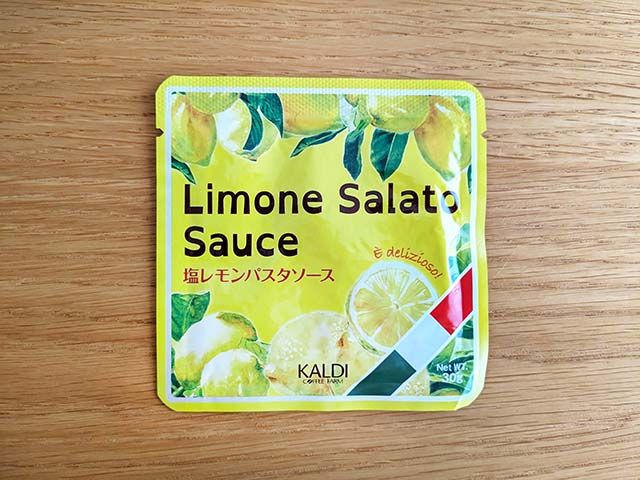 Limone Salato
Sauce
È delizioso!
塩レモンパスタソース
KALDI
COFFEE FARM
Net WT.
30g